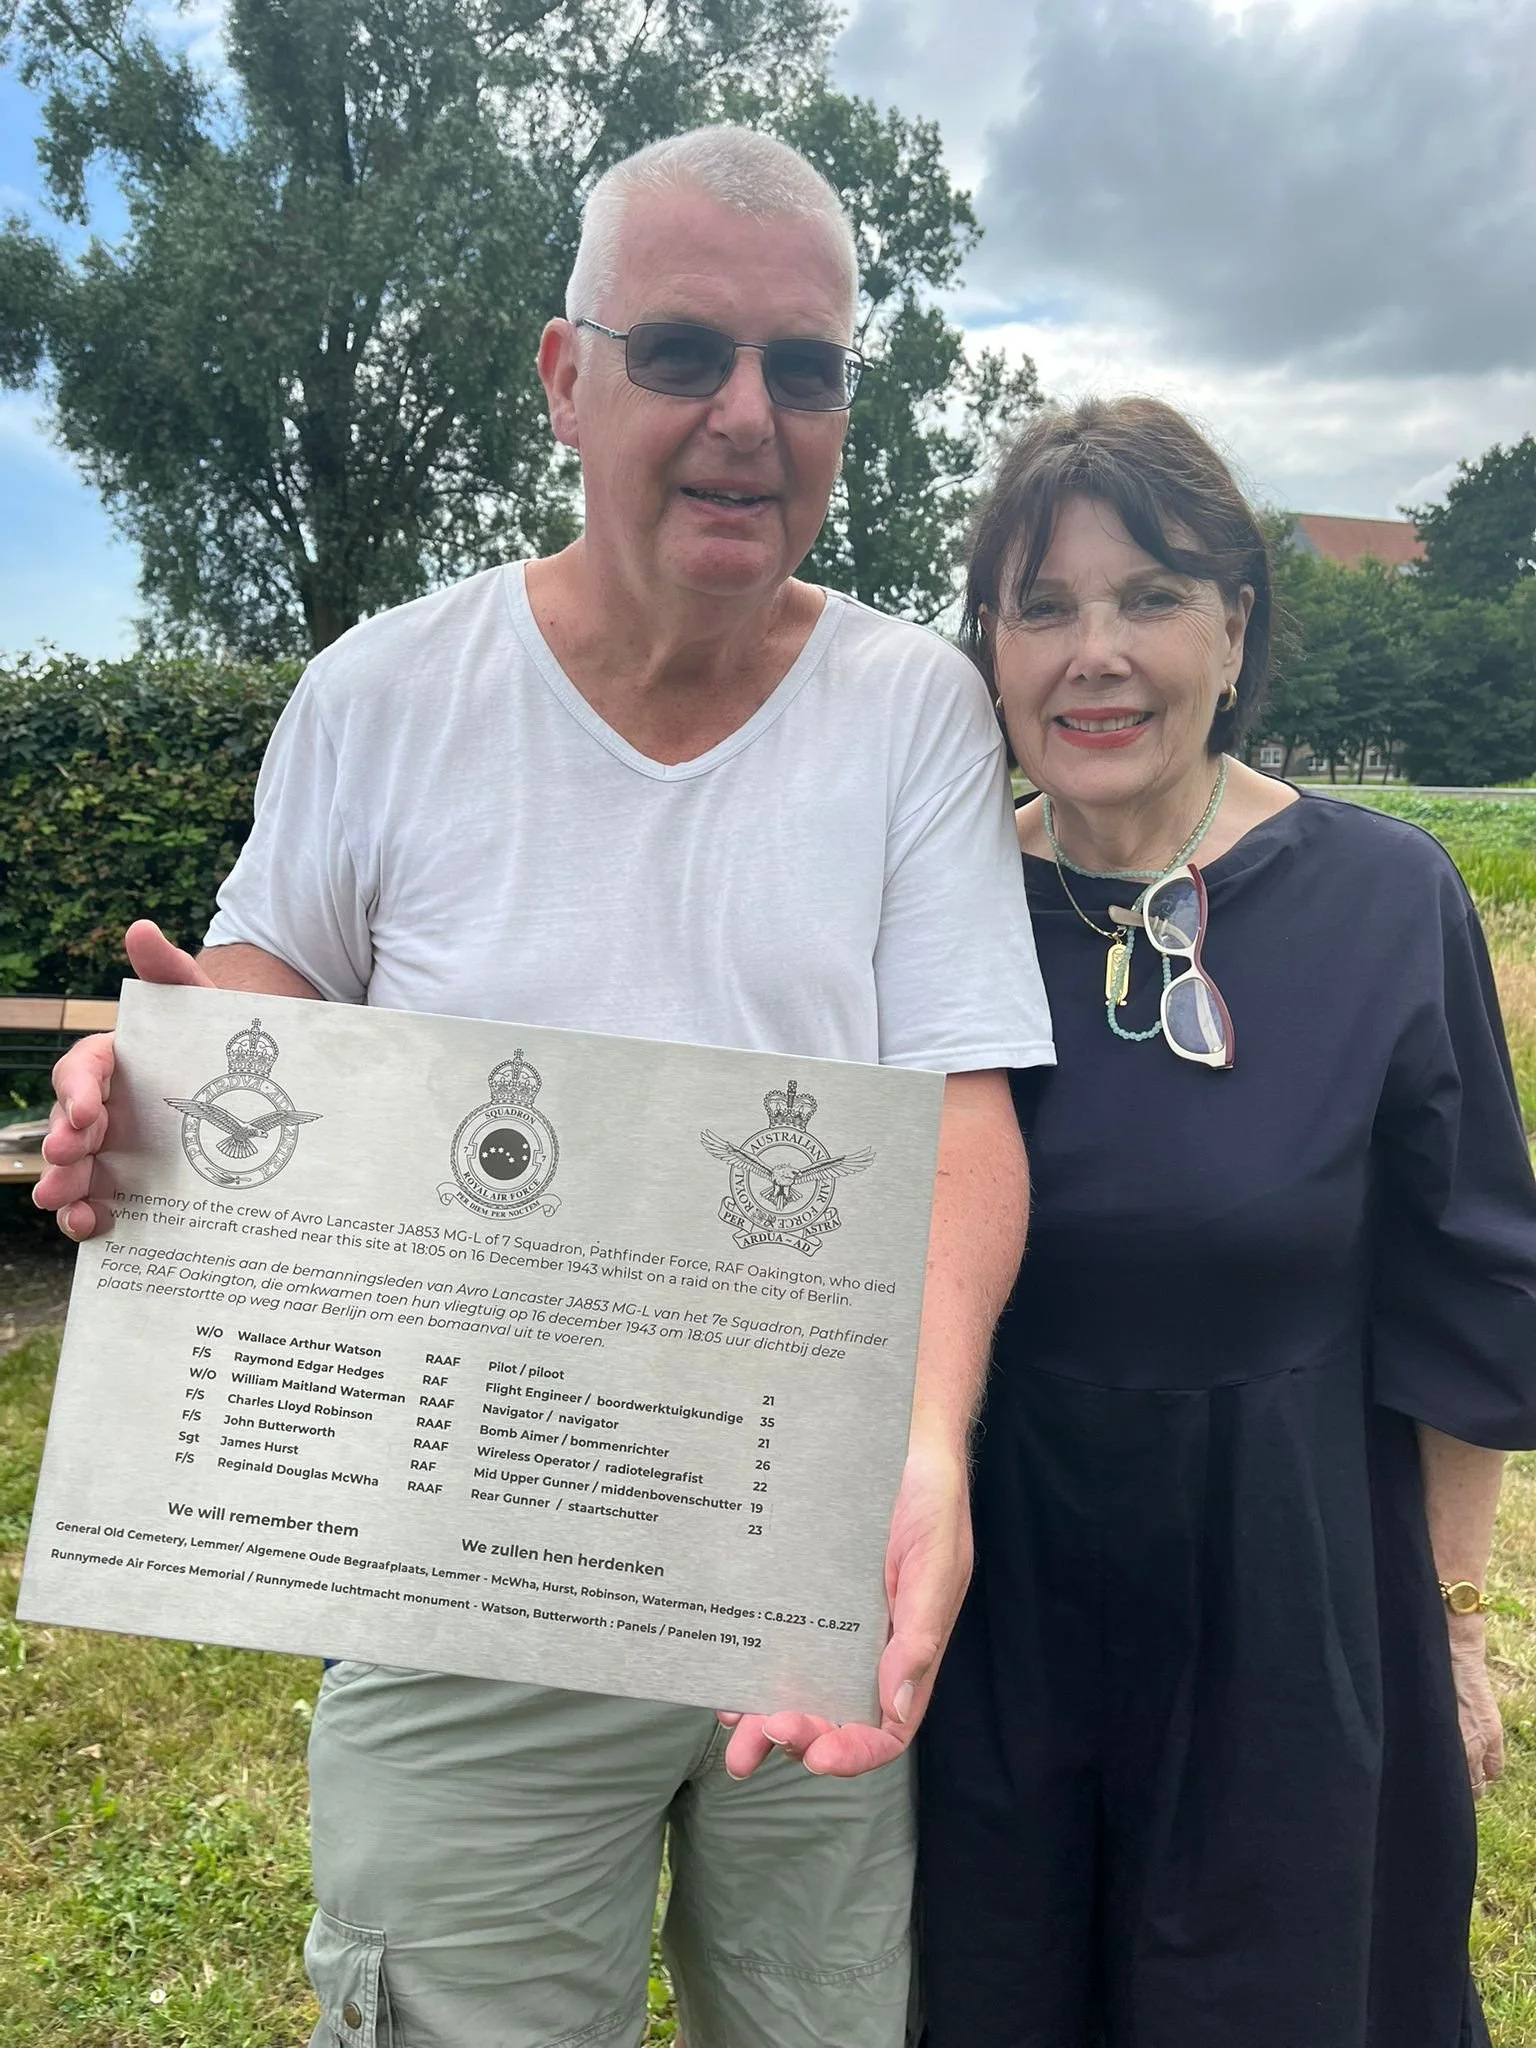 PER ARDVA AD ASTRA
SQUADRON
7 7
ROYAL AIR FORCE
PER DIEM PER NOCTEM
ROYAL AUSTRALIAN AIR FORCE
PER ARDUA-AD ASTRA
In memory of the crew of Avro Lancaster JA853 MG-L of 7 Squadron, Pathfinder Force, RAF Oakington, who died
when their aircraft crashed near this site at 18:05 on 16 December 1943 whilst on a raid on the city of Berlin.
Ter nagedachtenis aan de bemanningsleden van Avro Lancaster JA853 MG-L van het 7e Squadron, Pathfinder
Force, RAF Oakington, die omkwamen toen hun vliegtuig op 16 december 1943 om 18:05 uur dichtbij deze
plaats neerstortte op weg naar Berlijn om een bomaanval uit te voeren.
W/O Wallace Arthur Watson RAAF Pilot / piloot 21
F/S Raymond Edgar Hedges RAF Flight Engineer / boordwerktuigkundige 35
W/O William Maitland Waterman RAAF Navigator / navigator 21
F/S Charles Lloyd Robinson RAAF Bomb Aimer / bommenrichter 26
F/S John Butterworth RAAF Wireless Operator / radiotelegrafist 22
Sgt James Hurst RAF Mid Upper Gunner / middenbovenschutter 19
F/S Reginald Douglas McWha RAAF Rear Gunner / staartschutter 23
We will remember them We zullen hen herdenken
General Old Cemetery, Lemmer/ Algemene Oude Begraafplaats, Lemmer - McWha, Hurst, Robinson, Waterman, Hedges : C.8.223 - C.8.227
Runnymede Air Forces Memorial / Runnymede luchtmacht monument - Watson, Butterworth : Panels / Panelen 191, 192